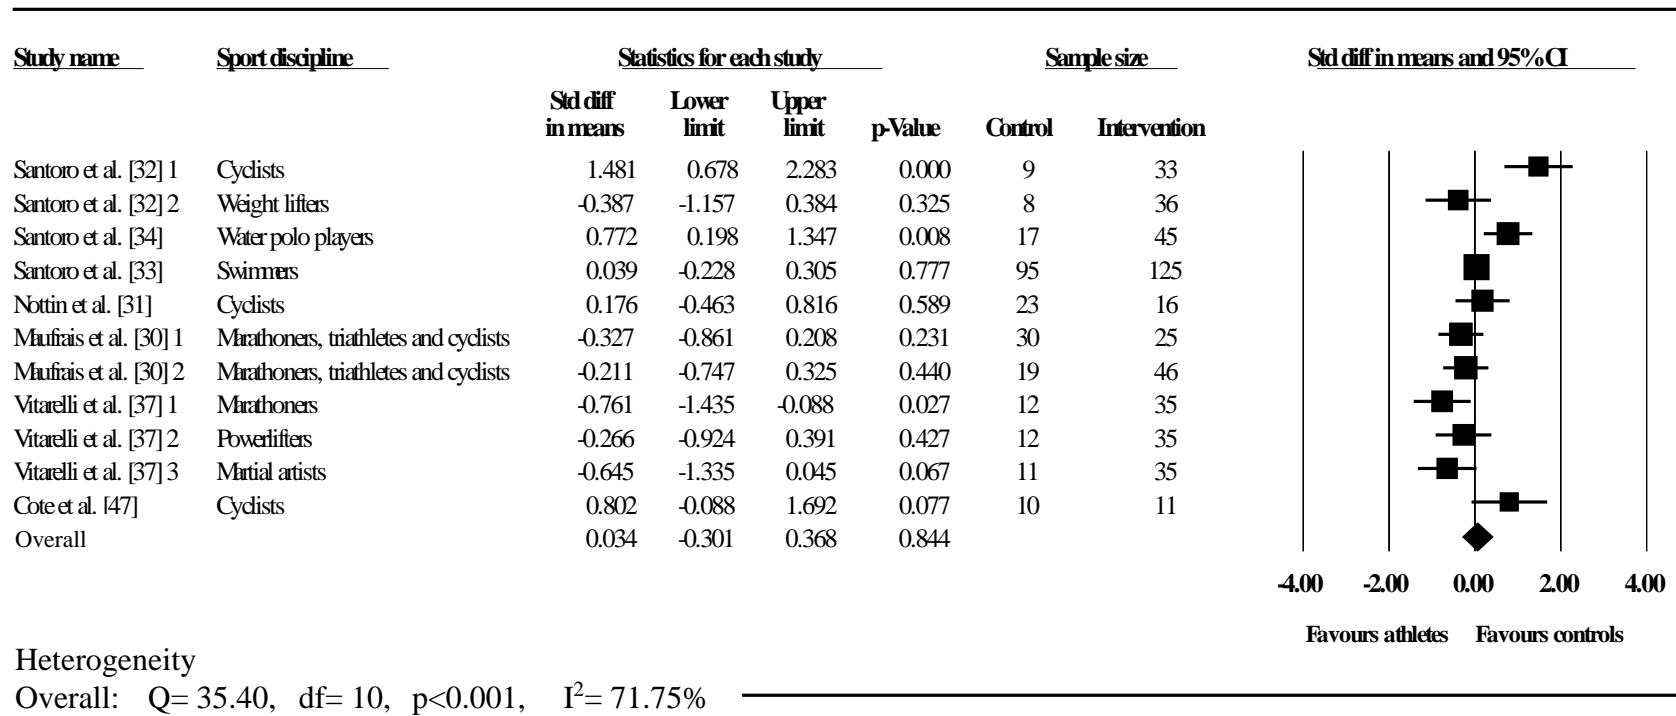 Study name Sport discipline Statistics for each study Sample size Std diff in means and 95% CI
Std diff Lower Upper
in means limit limit p-Value Control Intervention
Santoro et al. [32] 1 Cyclists 1.481 0.678 2.283 0.000 9 33
Santoro et al. [32] 2 Weight lifters -0.387 -1.157 0.384 0.325 8 36
Santoro et al. [34] Water polo players 0.772 0.198 1.347 0.008 17 45
Santoro et al. [33] Swimmers 0.039 -0.228 0.305 0.777 95 125
Nottin et al. [31] Cyclists 0.176 -0.463 0.816 0.589 23 16
Maufrais et al. [30] 1 Marathoners, triathletes and cyclists -0.327 -0.861 0.208 0.231 30 25
Maufrais et al. [30] 2 Marathoners, triathletes and cyclists -0.211 -0.747 0.325 0.440 19 46
Vitarelli et al. [37] 1 Marathoners -0.761 -1.435 -0.088 0.027 12 35
Vitarelli et al. [37] 2 Powerlifters -0.266 -0.924 0.391 0.427 12 35
Vitarelli et al. [37] 3 Martial artists -0.645 -1.335 0.045 0.067 11 35
Cote et al. [47] Cyclists 0.802 -0.088 1.692 0.077 10 11
Overall 0.034 -0.301 0.368 0.844
-4.00 -2.00 0.00 2.00 4.00
Favours athletes Favours controls
Heterogeneity
Overall: Q= 35.40, df= 10, p<0.001, I²= 71.75%